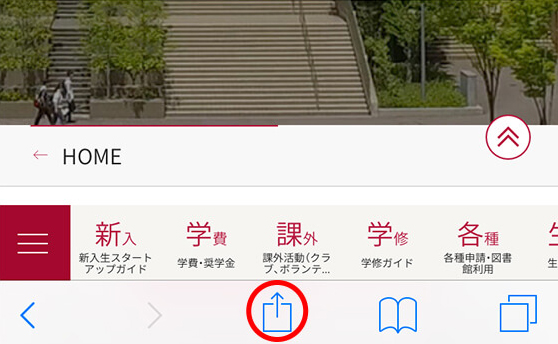 ← HOME
新入
新入生スタート
アップガイド
学費
学費・奨学金
課外
課外活動(クラ
ブ、ボランテ...
学修
学修ガイド
各種
各種申請・図書
館利用
生